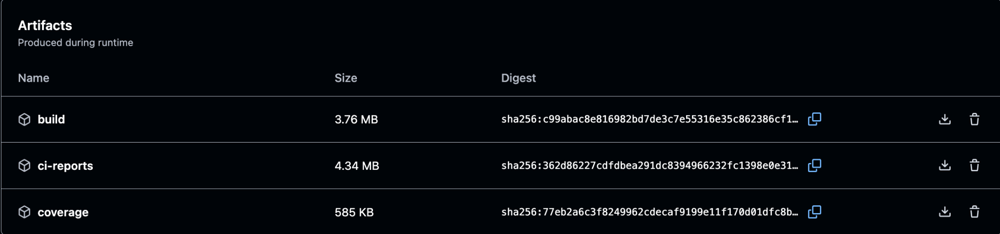 Artifacts
Produced during runtime
Name Size Digest
build 3.76 MB sha256:c99abac8e816982bd7de3c7e55316e35c862386cf1…
ci-reports 4.34 MB sha256:362d86227cdfdbea291dc8394966232fc1398e0e31…
coverage 585 KB sha256:77eb2a6c3f8249962cdecaf9199e11f170d01dfc8b…